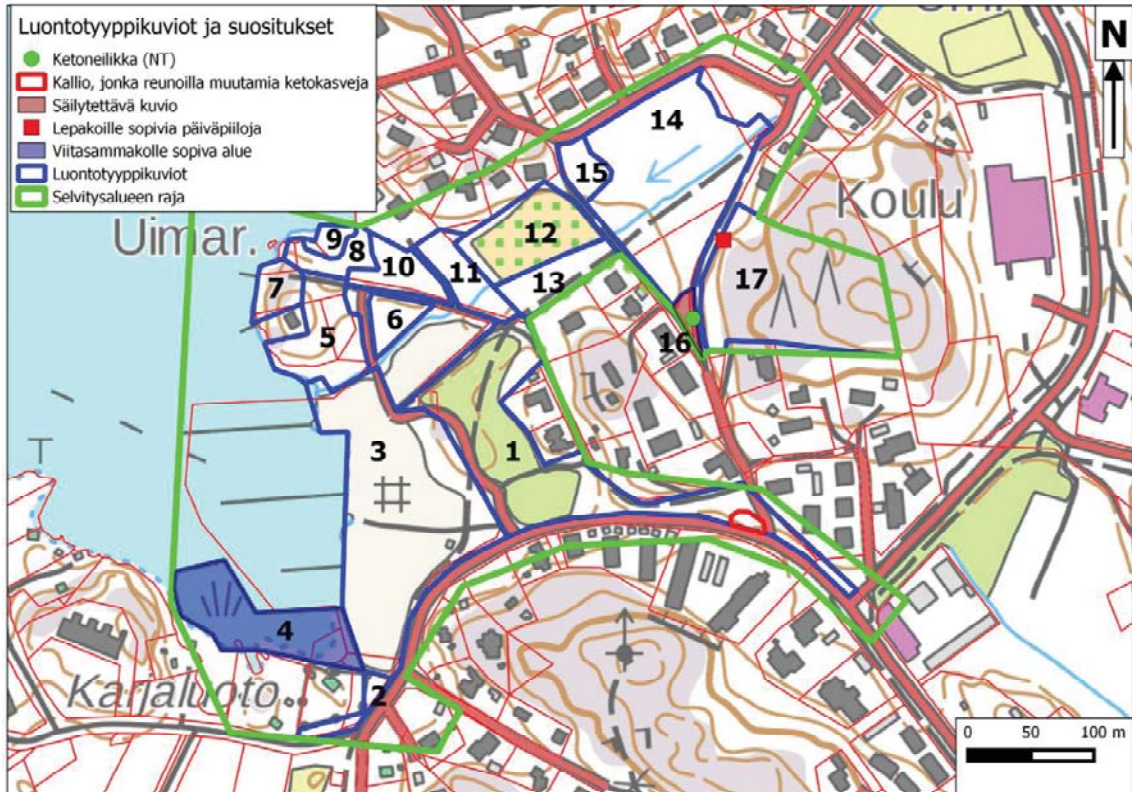 Luontotyyppikuviot ja suositukset
Ketoneilikka (NT)
Kallio, jonka reunoilla muutamia ketokasveja
Säilytettävä kuvio
Lepakoille sopivia päiväpiiloja
Viitasammakolle sopiva alue
Luontotyyppikuviot
Selvitysalueen raja
N
14
15
Uimar.
Koulu
9
8
12
10
11
17
7
13
6
5
16
3
1
4
Karjaluoto
2
0 50 100 m